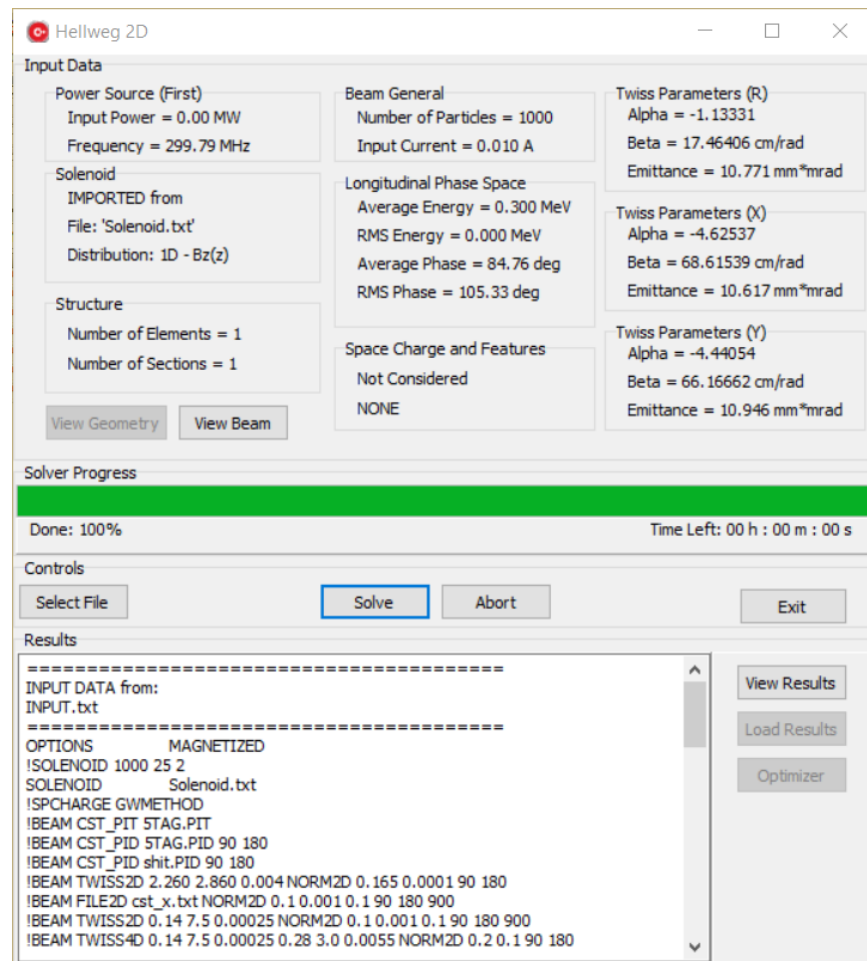 Hellweg 2D
Input Data
Power Source (First)
Input Power = 0.00 MW
Frequency = 299.79 MHz
Solenoid
IMPORTED from
File: 'Solenoid.txt'
Distribution: 1D - Bz(z)
Structure
Number of Elements = 1
Number of Sections = 1
View Geometry
View Beam
Beam General
Number of Particles = 1000
Input Current = 0.010 A
Longitudinal Phase Space
Average Energy = 0.300 MeV
RMS Energy = 0.000 MeV
Average Phase = 84.76 deg
RMS Phase = 105.33 deg
Space Charge and Features
Not Considered
NONE
Twiss Parameters (R)
Alpha = -1.13331
Beta = 17.46406 cm/rad
Emittance = 10.771 mm*mrad
Twiss Parameters (X)
Alpha = -4.62537
Beta = 68.61539 cm/rad
Emittance = 10.617 mm*mrad
Twiss Parameters (Y)
Alpha = -4.44054
Beta = 66.16662 cm/rad
Emittance = 10.946 mm*mrad
Solver Progress
Done: 100%
Time Left: 00 h : 00 m : 00 s
Controls
Select File
Solve
Abort
Exit
Results
========================================
INPUT DATA from:
INPUT.txt
========================================
OPTIONS MAGNETIZED
!SOLENOID 1000 25 2
SOLENOID Solenoid.txt
!SPCHARGE GWMETHOD
!BEAM CST_PIT 5TAG.PIT
!BEAM CST_PID 5TAG.PID 90 180
!BEAM CST_PID shit.PID 90 180
!BEAM TWISS2D 2.260 2.860 0.004 NORM2D 0.165 0.0001 90 180
!BEAM FILE2D cst_x.txt NORM2D 0.1 0.001 0.1 90 180 900
!BEAM TWISS2D 0.14 7.5 0.00025 NORM2D 0.1 0.001 0.1 90 180 900
!BEAM TWISS4D 0.14 7.5 0.00025 0.28 3.0 0.0055 NORM2D 0.2 0.1 90 180
View Results
Load Results
Optimizer